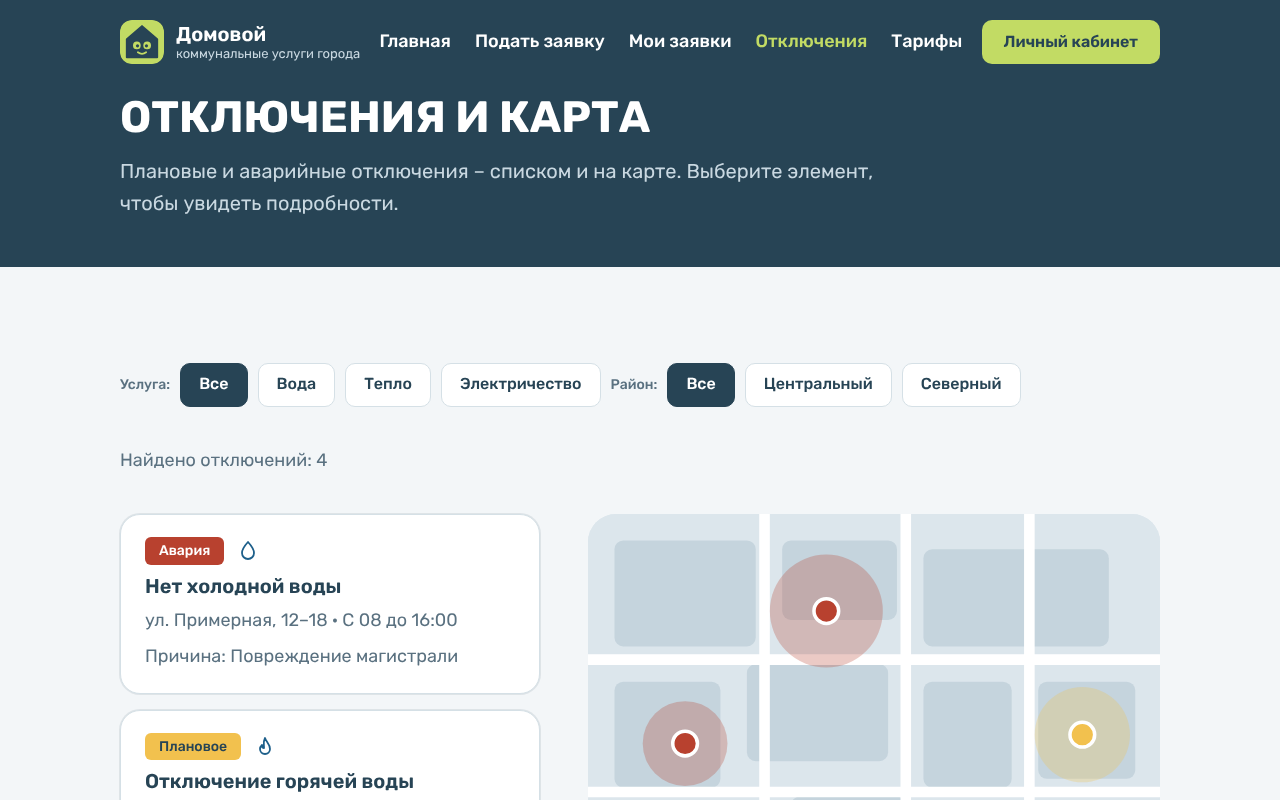 Домовой
коммунальные услуги города
Главная Подать заявку Мои заявки Отключения Тарифы Личный кабинет
ОТКЛЮЧЕНИЯ И КАРТА
Плановые и аварийные отключения – списком и на карте. Выберите элемент,
чтобы увидеть подробности.
Услуга: Все Вода Тепло Электричество Район: Все Центральный Северный
Найдено отключений: 4
Авария
Нет холодной воды
ул. Примерная, 12–18 • С 08 до 16:00
Причина: Повреждение магистрали
Плановое
Отключение горячей воды